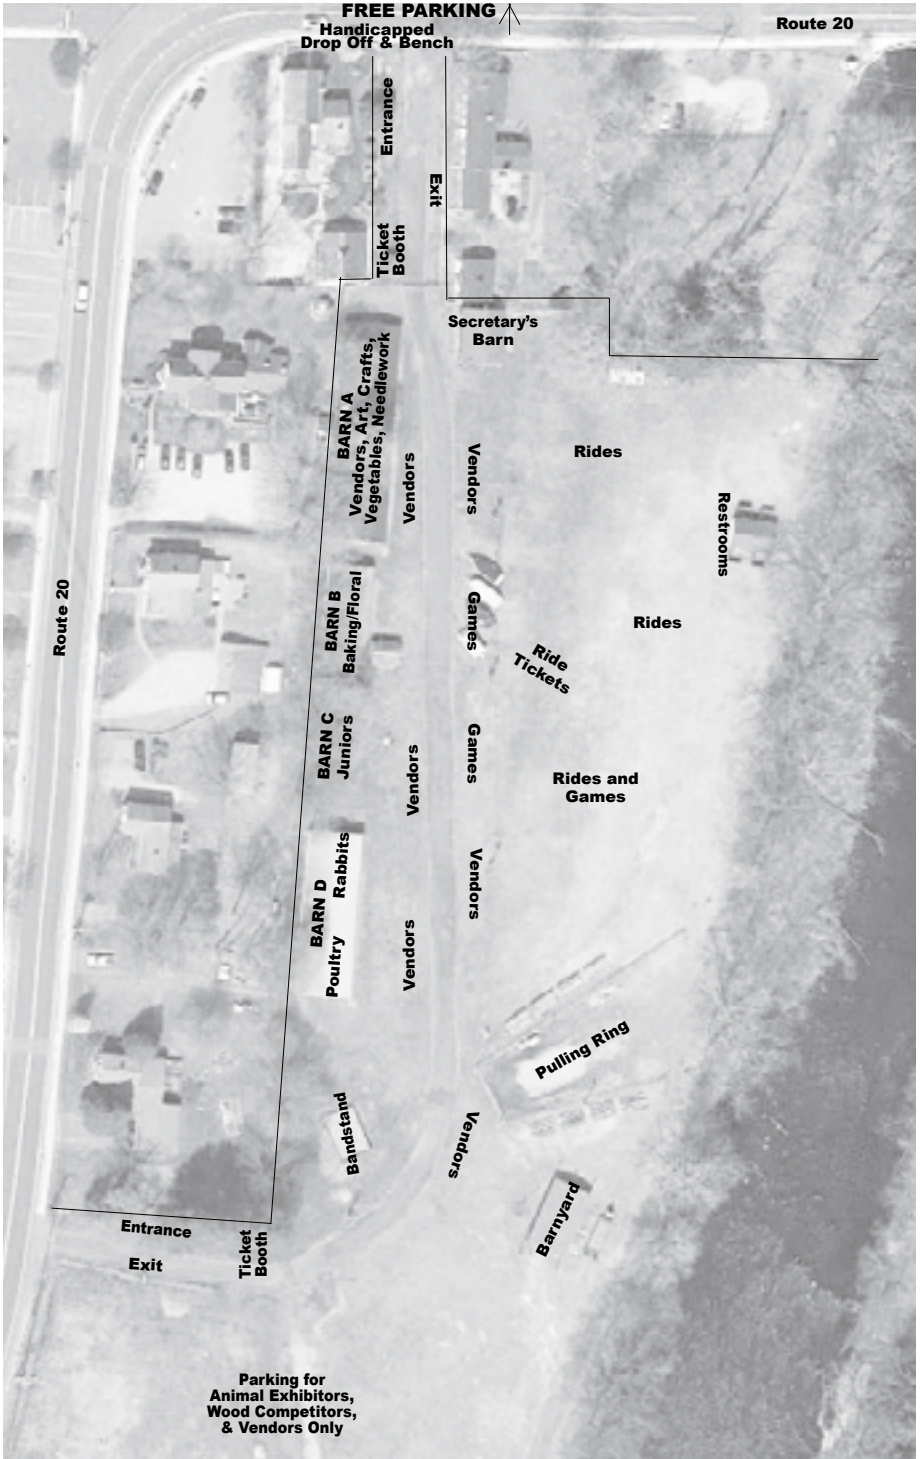 FREE PARKING
Handicapped
Drop Off & Bench
Route 20
Entrance
Exit
Ticket
Booth
Secretary's
Barn
BARN A
Vendors, Art, Crafts,
Vegetables, Needlework
Vendors
Vendors
Rides
Restrooms
Route 20
BARN B
Baking/Floral
Games
Rides
Ride
Tickets
BARN C
Juniors
Vendors
Games
Rides and
Games
BARN D
Poultry Rabbits
Vendors
Vendors
Pulling Ring
Bandstand
Vendors
Barnyard
Entrance
Exit
Ticket
Booth
Parking for
Animal Exhibitors,
Wood Competitors,
& Vendors Only